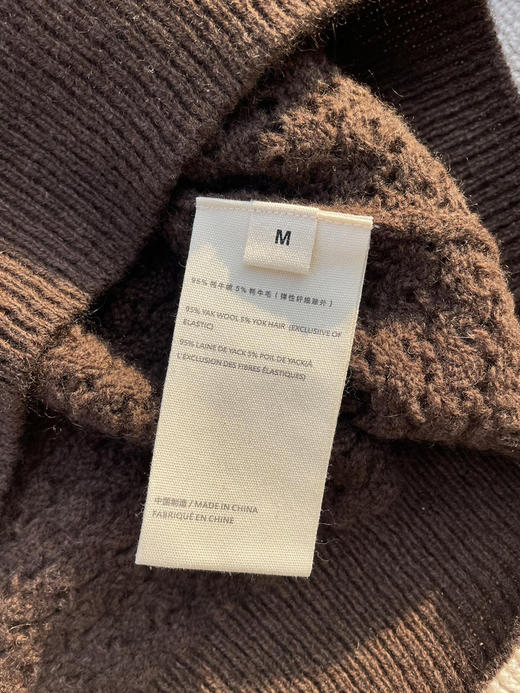 M
95% 牦牛绒 5% 牦牛毛 (弹性纤维除外)
95% YAK WOOL 5% YOK HAIR (EXCLUSIIVE OF
ELASTIC)
95% LAINE DE YACK 5% POIL DE YACK/À
L'EXCLUSION DES FIBRES ÉLASTIQUES)
中国制造 / MADE IN CHINA
FABRIQUÉ EN CHINE